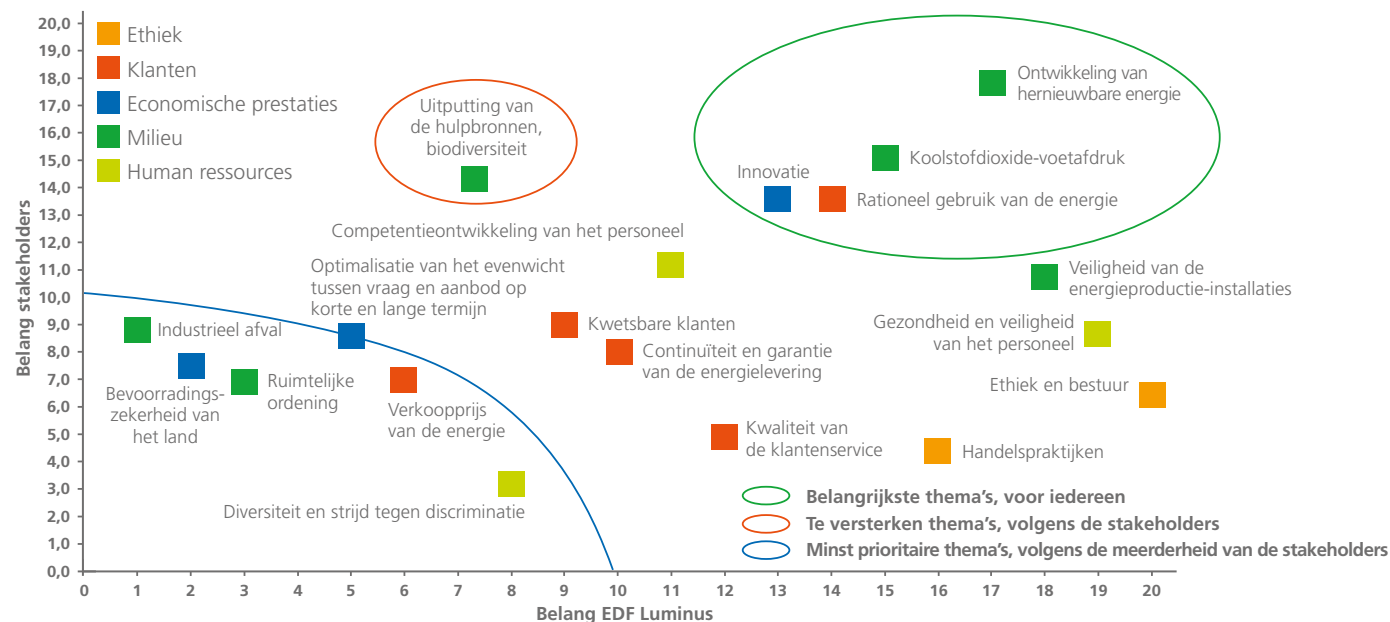 20,0
19,0
18,0
17,0
16,0
15,0
14,0
13,0
12,0
11,0
10,0
9,0
8,0
7,0
6,0
5,0
4,0
3,0
2,0
1,0
0,0
Belang stakeholders
Ethiek
Klanten
Economische prestaties
Milieu
Human ressources
Uitputting van
de hulpbronnen,
biodiversiteit
Ontwikkeling van
hernieuwbare energie
Koolstofdioxide-voetafdruk
Innovatie
Rationeel gebruik van de energie
Competentieontwikkeling van het personeel
Optimalisatie van het evenwicht
tussen vraag en aanbod op
korte en lange termijn
Veiligheid van de
energieproductie-installaties
Industrieel afval
Kwetsbare klanten
Gezondheid en veiligheid
van het personeel
Continuïteit en garantie
van de energielevering
Bevoorradings-
zekerheid van
het land
Ruimtelijke
ordening
Verkoopprijs
van de energie
Ethiek en bestuur
Kwaliteit van
de klantenservice
Handelspraktijken
Diversiteit en strijd tegen discriminatie
Belangrijkste thema's, voor iedereen
Te versterken thema's, volgens de stakeholders
Minst prioritaire thema's, volgens de meerderheid van de stakeholders
0 1 2 3 4 5 6 7 8 9 10 11 12 13 14 15 16 17 18 19 20
Belang EDF Luminus